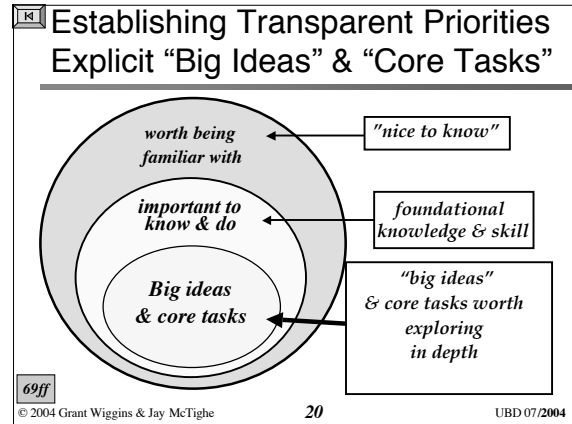 Establishing Transparent Priorities
Explicit “Big Ideas” & “Core Tasks”
worth being
familiar with
”nice to know”
important to
know & do
foundational
knowledge & skill
Big ideas
& core tasks
“big ideas”
& core tasks worth
exploring
in depth
69ff
© 2004 Grant Wiggins & Jay McTighe
20
UBD 07/2004